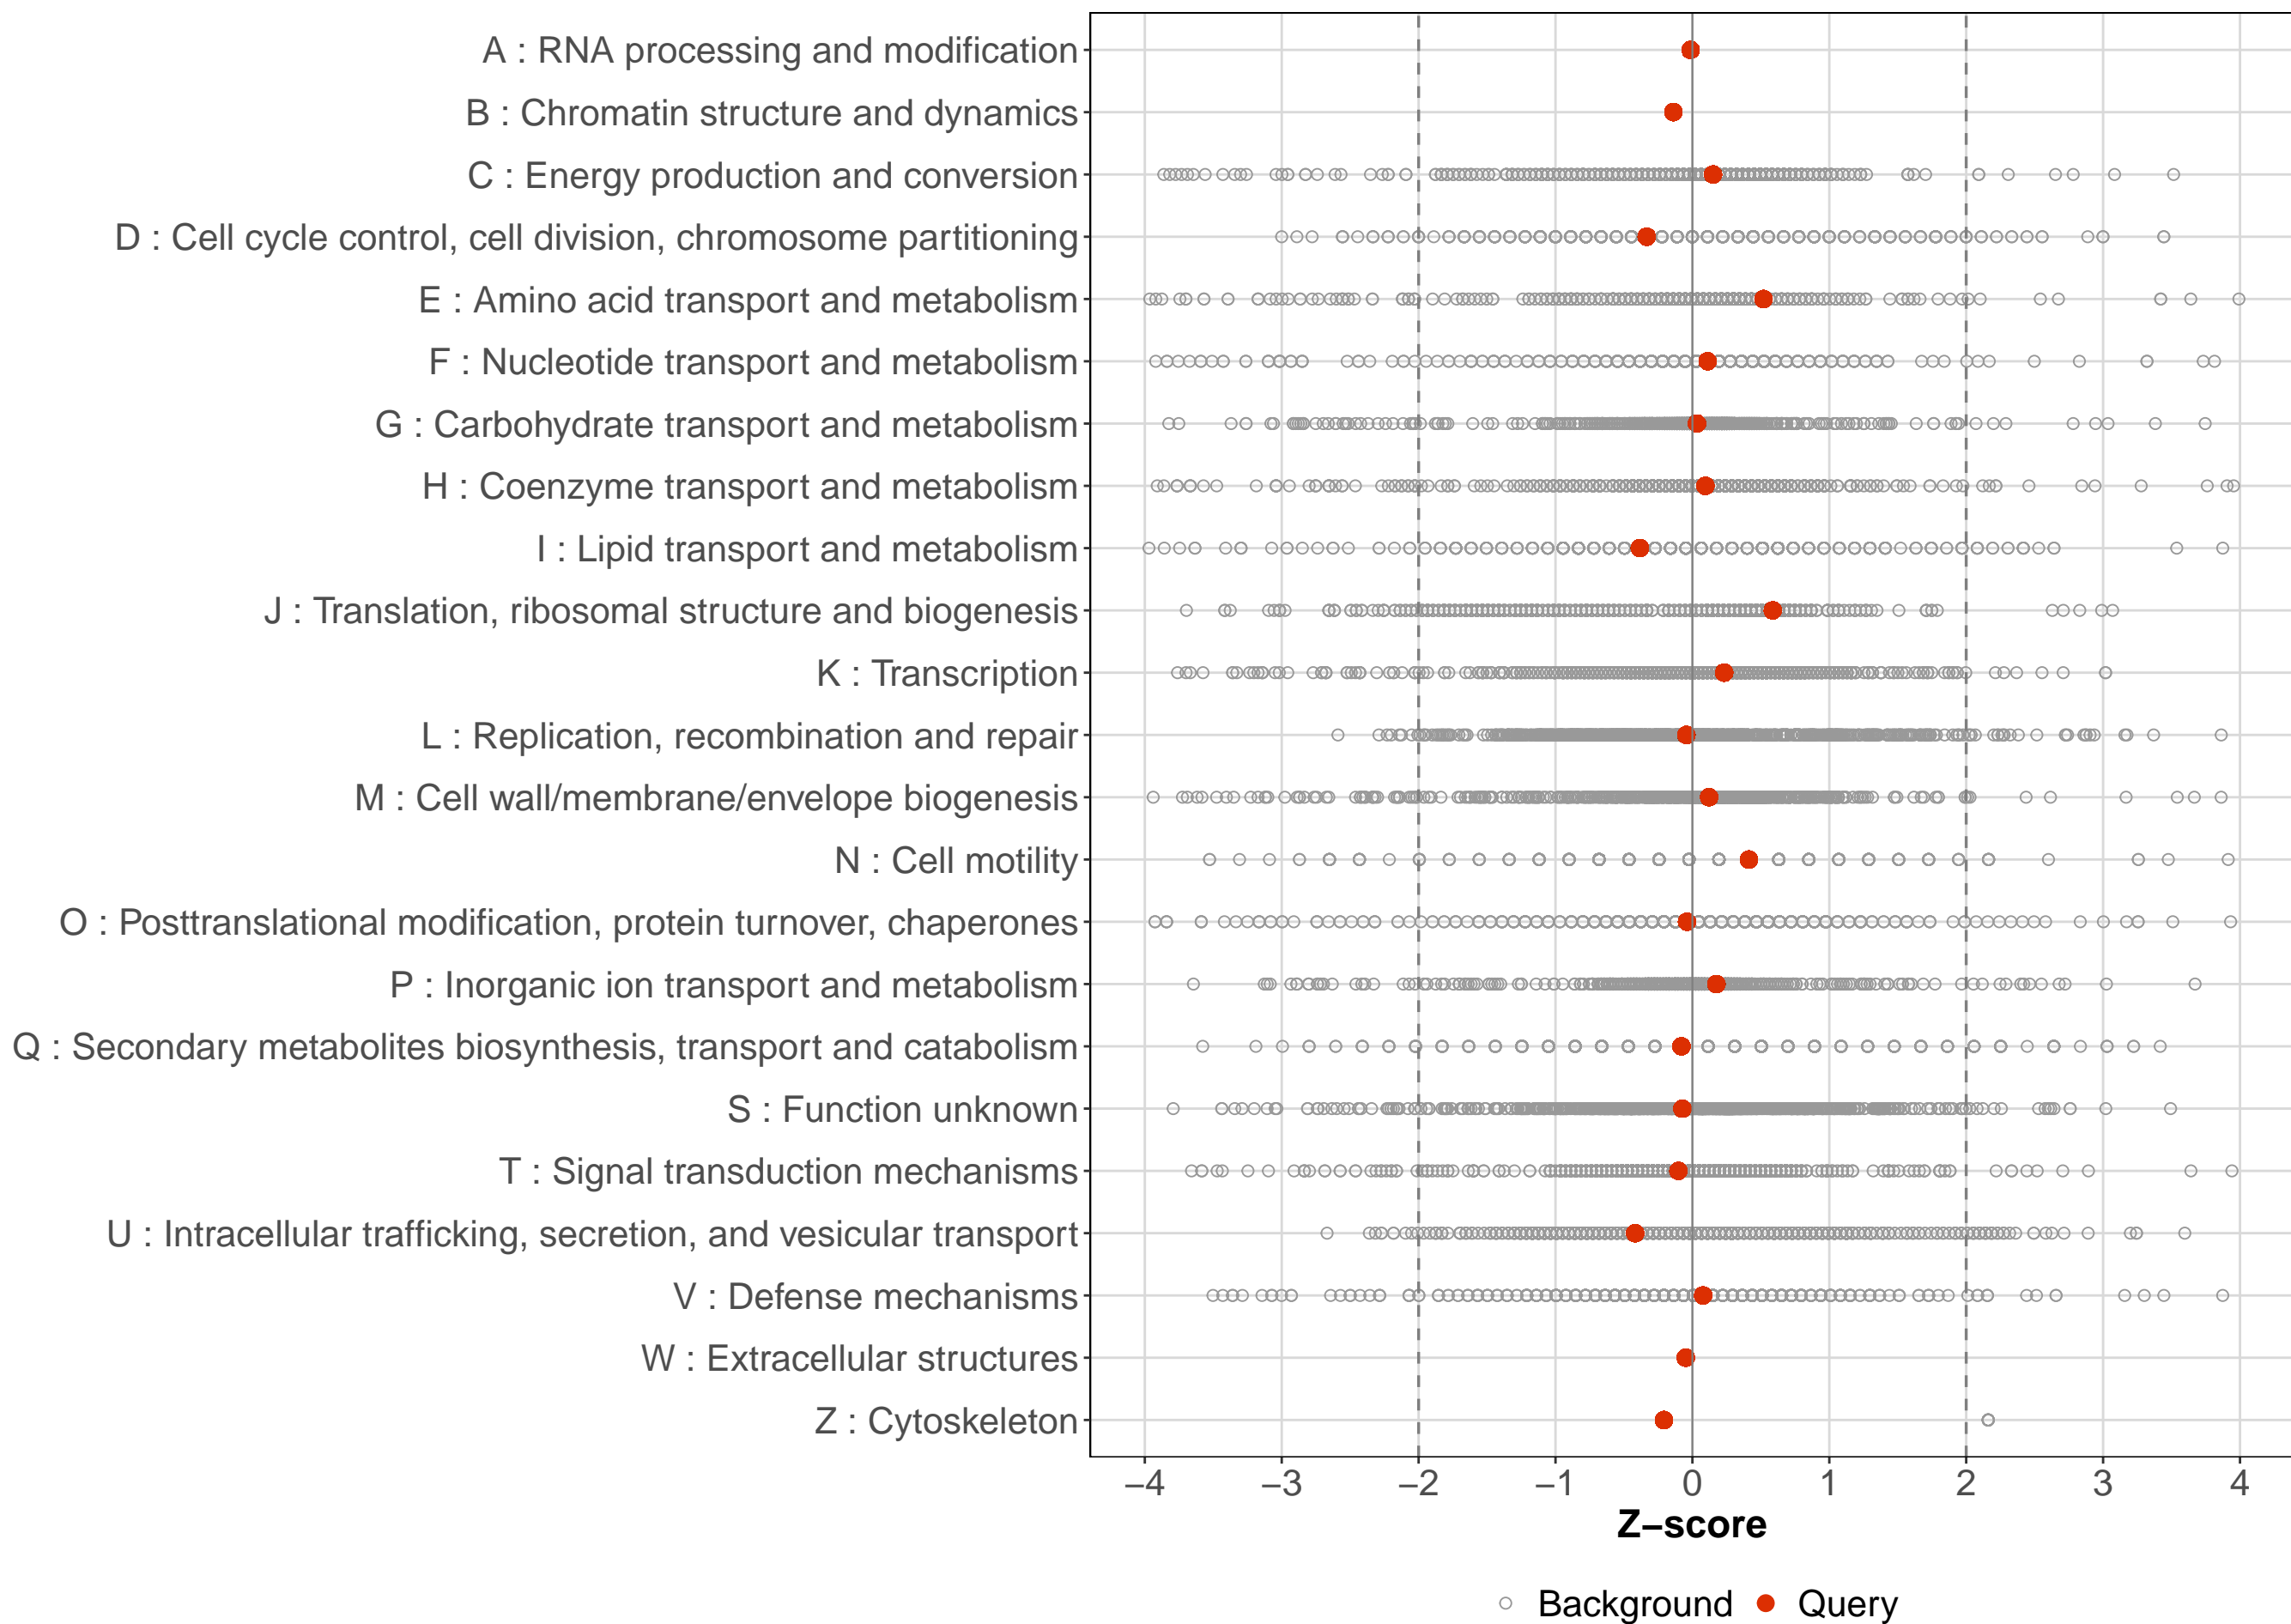 A : RNA processing and modification
B : Chromatin structure and dynamics
C : Energy production and conversion
D : Cell cycle control, cell division, chromosome partitioning
E : Amino acid transport and metabolism
F : Nucleotide transport and metabolism
G : Carbohydrate transport and metabolism
H : Coenzyme transport and metabolism
I : Lipid transport and metabolism
J : Translation, ribosomal structure and biogenesis
K : Transcription
L : Replication, recombination and repair
M : Cell wall/membrane/envelope biogenesis
N : Cell motility
O : Posttranslational modification, protein turnover, chaperones
P : Inorganic ion transport and metabolism
Q : Secondary metabolites biosynthesis, transport and catabolism
S : Function unknown
T : Signal transduction mechanisms
U : Intracellular trafficking, secretion, and vesicular transport
V : Defense mechanisms
W : Extracellular structures
Z : Cytoskeleton
−4 −3 −2 −1 0 1 2 3 4
Z−score
Background Query